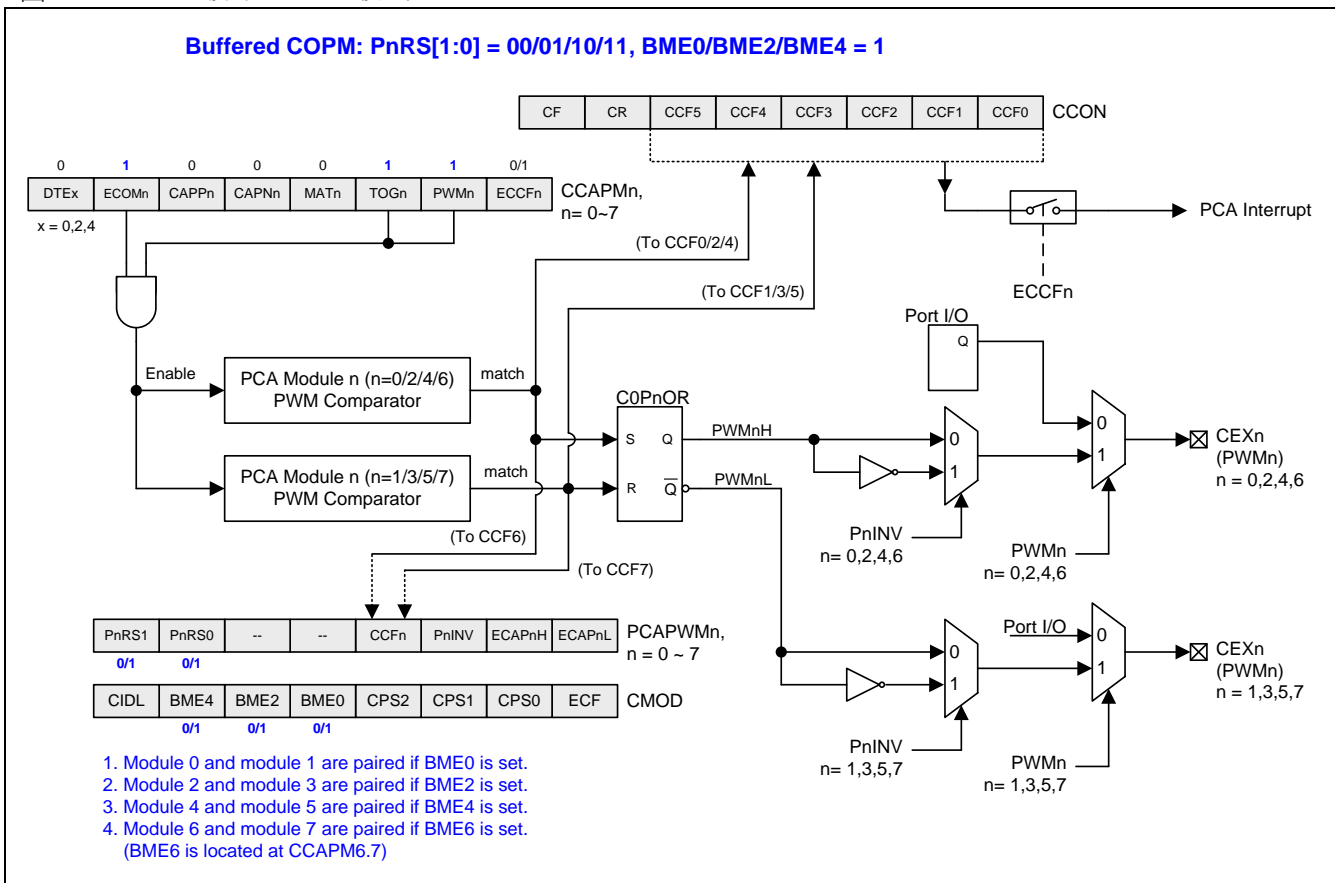 Buffered COPM: PnRS[1:0] = 00/01/10/11, BME0/BME2/BME4 = 1
CF CR CCF5 CCF4 CCF3 CCF2 CCF1 CCF0 CCON
0 1 0 0 0 1 1 0/1
DTEx ECOMn CAPPn CAPNn MATn TOGn PWMn ECCFn CCAPMn,
n= 0~7
x = 0,2,4
PCA Interrupt
(To CCF0/2/4)
(To CCF1/3/5)
ECCFn
Port I/O
Q
Enable
PCA Module n (n=0/2/4/6)
PWM Comparator
match
C0PnOR
S Q
PWMnH
0
1
0
1
CEXn
(PWMn)
n = 0,2,4,6
PCA Module n (n=1/3/5/7)
PWM Comparator
match
R Q
PWMnL
PnINV
n= 0,2,4,6
PWMn
n= 0,2,4,6
(To CCF6)
(To CCF7)
PnRS1 PnRS0 -- -- CCFn PnINV ECAPnH ECAPnL PCAPWMn,
n = 0 ~ 7
0/1 0/1
CIDL BME4 BME2 BME0 CPS2 CPS1 CPS0 ECF CMOD
0/1 0/1 0/1
Port I/O
0
1
0
1
CEXn
(PWMn)
n = 1,3,5,7
PnINV
n= 1,3,5,7
PWMn
n= 1,3,5,7
1. Module 0 and module 1 are paired if BME0 is set.
2. Module 2 and module 3 are paired if BME2 is set.
3. Module 4 and module 5 are paired if BME4 is set.
4. Module 6 and module 7 are paired if BME6 is set.
(BME6 is located at CCAPM6.7)